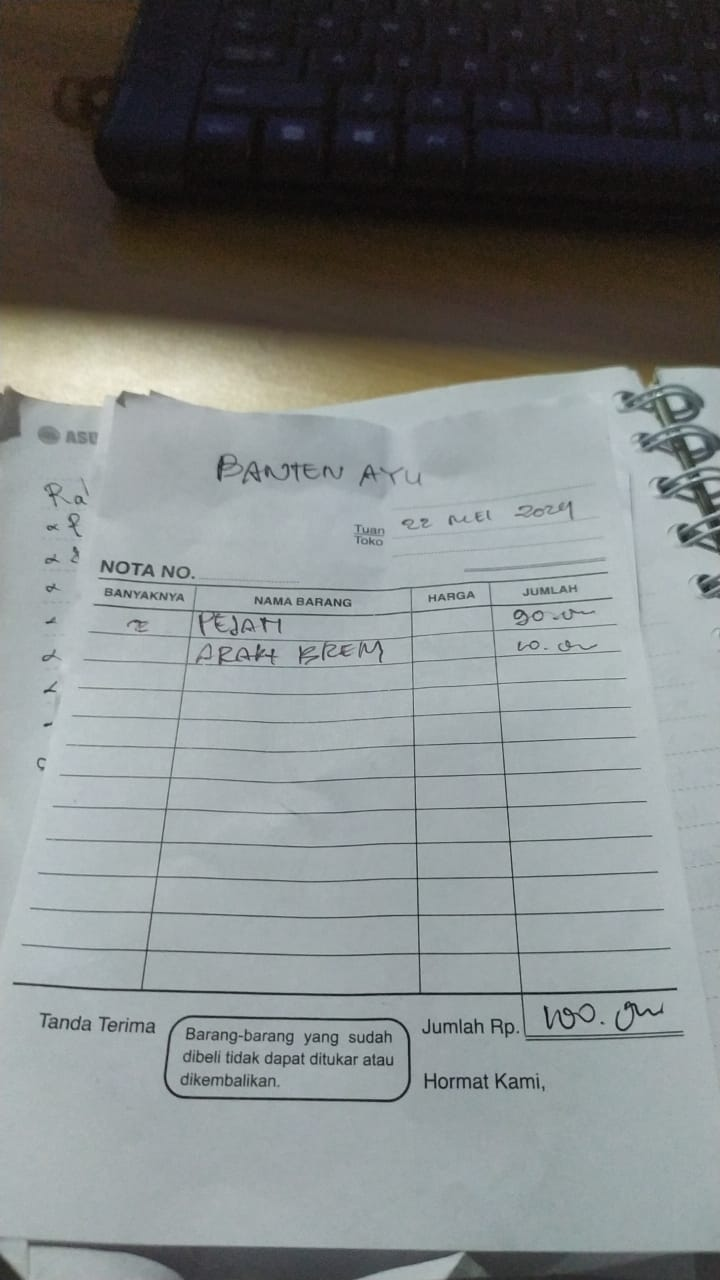 ASU
BANTEN AYU
Tuan 22 MEI 2024
Toko
NOTA NO.
BANYAKNYA NAMA BARANG HARGA JUMLAH
PEJATI 90.000
ARAK BREM 10.000
Tanda Terima
Barang-barang yang sudah
dibeli tidak dapat ditukar atau
dikembalikan.
Jumlah Rp. 100.000
Hormat Kami,